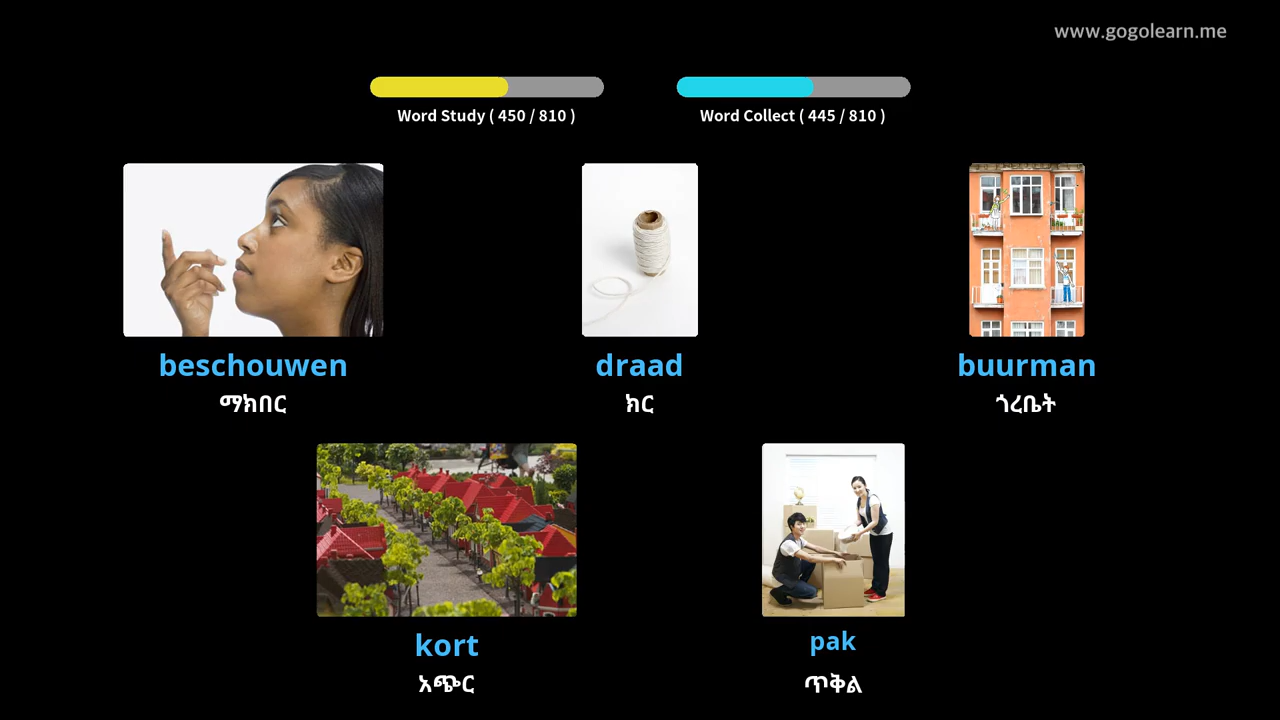 www.gogolearn.me
Word Study ( 450 / 810 )
Word Collect ( 445 / 810 )
beschouwen
ማክበር
draad
ክር
buurman
ጎረቤት
kort
አጭር
pak
ጥቅል